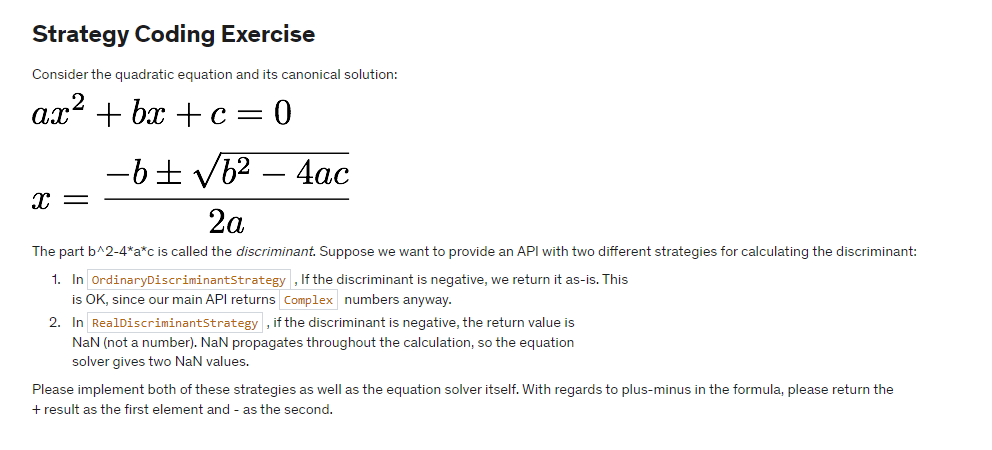 Strategy Coding Exercise
Consider the quadratic equation and its canonical solution:
ax² + bx + c = 0
x = (-b ± √(b² − 4ac)) / 2a
The part b^2-4*a*c is called the discriminant. Suppose we want to provide an API with two different strategies for calculating the discriminant:
1. In OrdinaryDiscriminantStrategy , If the discriminant is negative, we return it as-is. This
is OK, since our main API returns Complex numbers anyway.
2. In RealDiscriminantStrategy , if the discriminant is negative, the return value is
NaN (not a number). NaN propagates throughout the calculation, so the equation
solver gives two NaN values.
Please implement both of these strategies as well as the equation solver itself. With regards to plus-minus in the formula, please return the
+ result as the first element and - as the second.